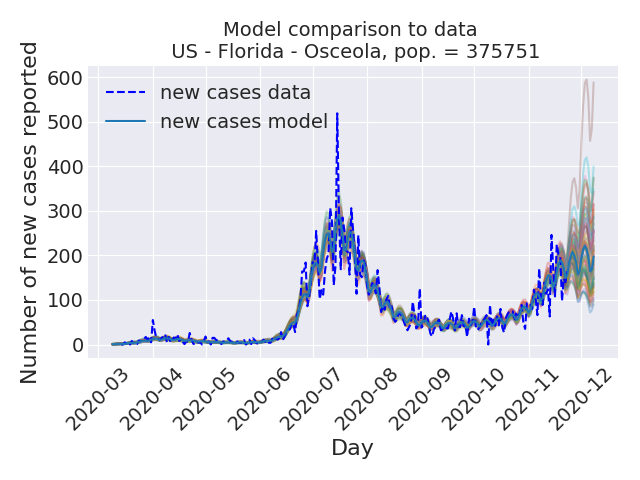 Model comparison to data
US - Florida - Osceola, pop. = 375751
Number of new cases reported
600
500
400
300
200
100
0
new cases data
new cases model
2020-03
2020-04
2020-05
2020-06
2020-07
2020-08
2020-09
2020-10
2020-11
2020-12
Day